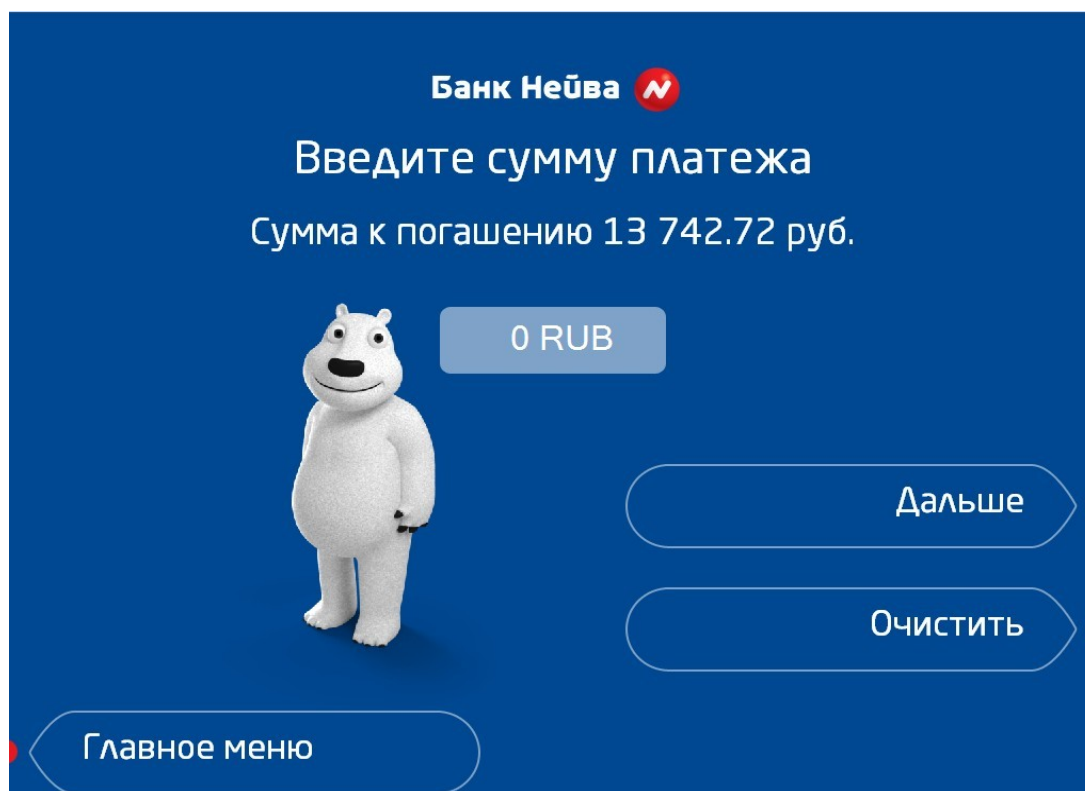 Банк Нейва
Введите сумму платежа
Сумма к погашению 13 742.72 руб.
0 RUB
Дальше
Очистить
Главное меню